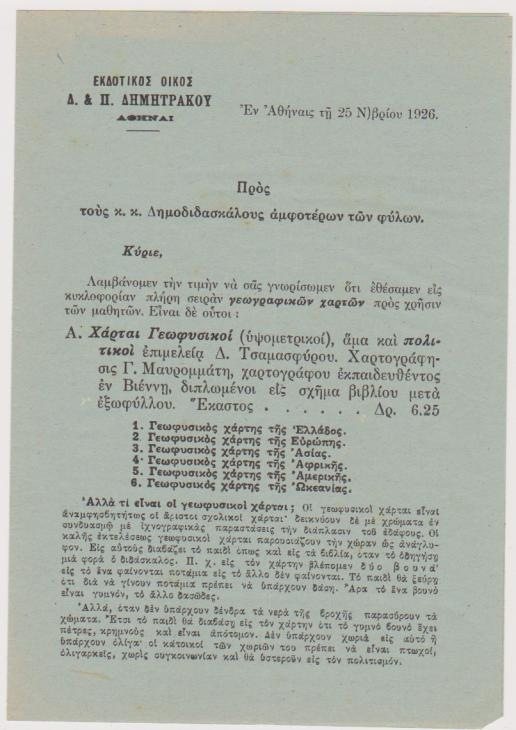 ΕΚΔΟΤΙΚΟΣ ΟΙΚΟΣ
Δ. & Π. ΔΗΜΗΤΡΑΚΟΥ
ΑΘΗΝΑΙ
Ἐν Ἀθήναις τῇ 25 Ν)βρίου 1926.
Πρὸς
τοὺς κ. κ. Δημοδιδασκάλους ἀμφοτέρων τῶν φύλων.
Κύριε,
Λαμβάνομεν τὴν τιμὴν νὰ σᾶς γνωρίσωμεν ὅτι ἐθέσαμεν εἰς
κυκλοφορίαν πλήρη σειρὰν γεωγραφικῶν χαρτῶν πρὸς χρῆσιν
τῶν μαθητῶν. Εἶναι δὲ οὗτοι :
Α. Χάρται Γεωφυσικοί (ὑψομετρικοί), ἅμα καὶ πολι-
τικοὶ ἐπιμελείᾳ Δ. Τσαμασφύρου. Χαρτογράφη-
σις Γ. Μαυρομμάτη, χαρτογράφου ἐκπαιδευθέντος
ἐν Βιέννῃ, διπλωμένοι εἰς σχῆμα βιβλίου μετὰ
ἐξωφύλλου. Ἕκαστος . . . . . . Δρ. 6.25
1. Γεωφυσικὸς χάρτης τῆς Ἑλλάδος.
2. Γεωφυσικὸς χάρτης τῆς Εὐρώπης.
3. Γεωφυσικὸς χάρτης τῆς Ἀσίας.
4. Γεωφυσικὸς χάρτης τῆς Ἀφρικῆς.
5. Γεωφυσικὸς χάρτης τῆς Ἀμερικῆς.
6. Γεωφυσικὸς χάρτης τῆς Ὠκεανίας.
Ἀλλὰ τί εἶναι οἱ γεωφυσικοὶ χάρται ; Οἱ γεωφυσικοὶ χάρται εἶναι
ἀναμφησβητήτως οἱ ἄριστοι σχολικοὶ χάρται· δεικνύουν δὲ μὲ χρώματα ἐν
συνδυασμῷ μὲ ἰχνογραφικὰς παραστάσεις τὴν διάπλασιν τοῦ ἐδάφους. Οἱ
καλῆς ἐκτελέσεως γεωφυσικοὶ χάρται παρουσιάζουν τὴν χώραν ὡς ἀνάγλυ-
φον. Εἰς αὐτοὺς διαβάζει τὸ παιδὶ ὅπως καὶ εἰς τὰ βιβλία, ὅταν τὸ ὁδηγήσῃ
μιὰ φορὰ ὁ διδάσκαλος. Π. χ. εἰς τὸν χάρτην βλέπομεν δύο βουνά·
εἰς τὸ ἕνα φαίνονται ποτάμια εἰς τὸ ἄλλο δὲν φαίνονται. Τὸ παιδὶ θὰ ξεύρῃ
ὅτι διὰ νὰ γίνουν ποτάμια πρέπει νὰ ὑπάρχουν δάση. Ἄρα τὸ ἕνα βουνὸ
εἶναι γυμνόν, τὸ ἄλλο δασῶδες.
Ἀλλά, ὅταν δὲν ὑπάρχουν δένδρα τὰ νερὰ τῆς βροχῆς παρασύρουν τὰ
χώματα. Ἔτσι τὸ παιδὶ θὰ διαβάσῃ εἰς τὸν χάρτην ὅτι τὸ γυμνὸ βουνὸ ἔχει
πέτρες, κρημνοὺς καὶ εἶναι ἀπότομον. Δὲν ὑπάρχουν χωριὰ εἰς αὐτὸ ἢ
ὑπάρχουν ὀλίγα· οἱ κάτοικοι τῶν χωριῶν του πρέπει νὰ εἶναι πτωχοί,
ὀλιγαρκεῖς, χωρὶς συγκοινωνίαν καὶ θὰ ὑστεροῦν εἰς τὸν πολιτισμόν.